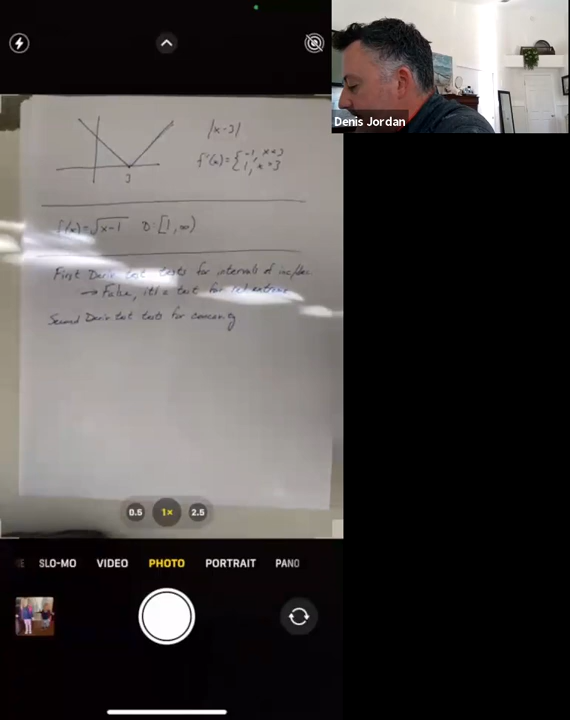 Denis Jordan
|x-3|
f'(x)= { -1, x<3
1, x>3
3
f(x)=√x-1 D: [1, ∞)
First Deriv test tests for intervals of inc/dec
→ False, it's a test for rel extrema
Second Deriv test tests for concavity
0.5 1× 2.5
SLO-MO VIDEO PHOTO PORTRAIT PANO